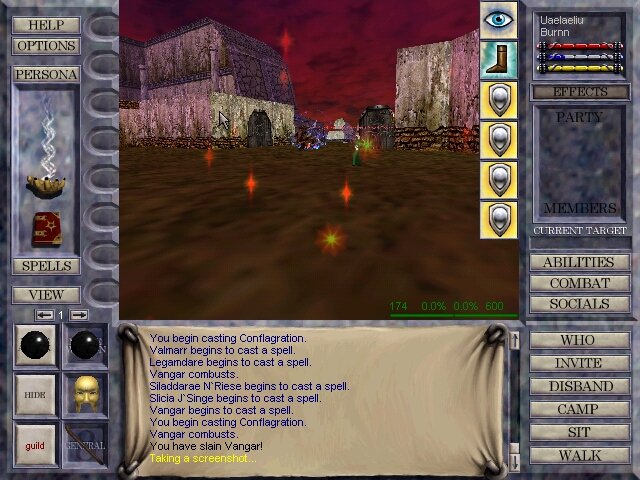 HELP
OPTIONS
PERSONA
SPELLS
VIEW
1
HIDE
guild
GENERAL
174 0.0% 0.0% 600
You begin casting Conflagration.
Valmarr begins to cast a spell.
Legamdare begins to cast a spell.
Vangar combusts.
Siladdarae N`Riese begins to cast a spell.
Slicia J`Singe begins to cast a spell.
Vangar begins to cast a spell.
You begin casting Conflagration.
Vangar combusts.
You have slain Vangar!
Taking a screenshot...
Uaelaeliu
Burnn
EFFECTS
PARTY
MEMBERS
CURRENT TARGET
ABILITIES
COMBAT
SOCIALS
WHO
INVITE
DISBAND
CAMP
SIT
WALK